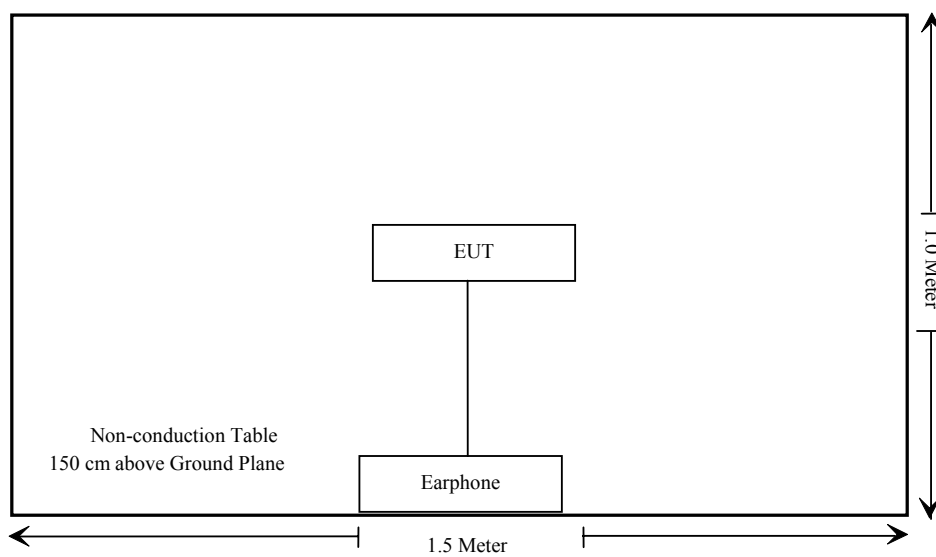 EUT
1.0 Meter
Non-conduction Table
150 cm above Ground Plane
Earphone
1.5 Meter